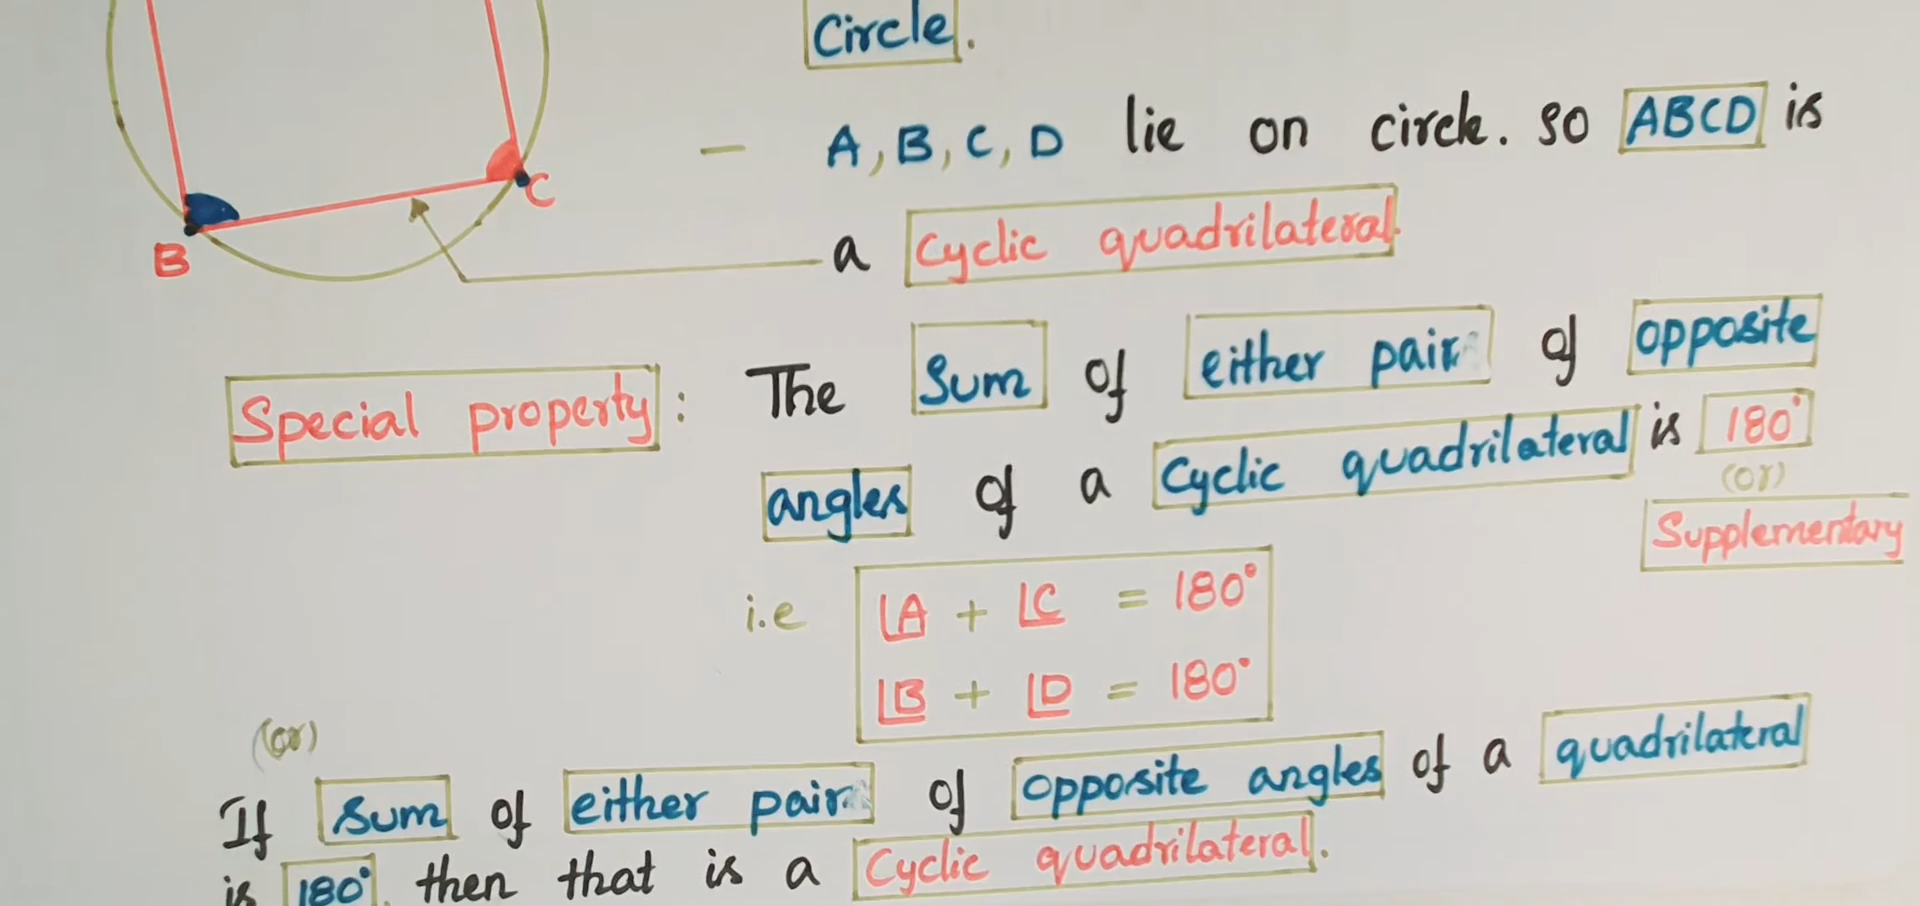 Circle.
– A, B, C, D lie on circle. so ABCD is
C
B
a Cyclic quadrilateral.
Special property : The Sum of either pair of opposite
angles of a Cyclic quadrilateral is 180°
(or)
Supplementary
i.e ∠A + ∠C = 180°
∠B + ∠D = 180°
(or)
If sum of either pair of opposite angles of a quadrilateral
is 180°, then that is a Cyclic quadrilateral.